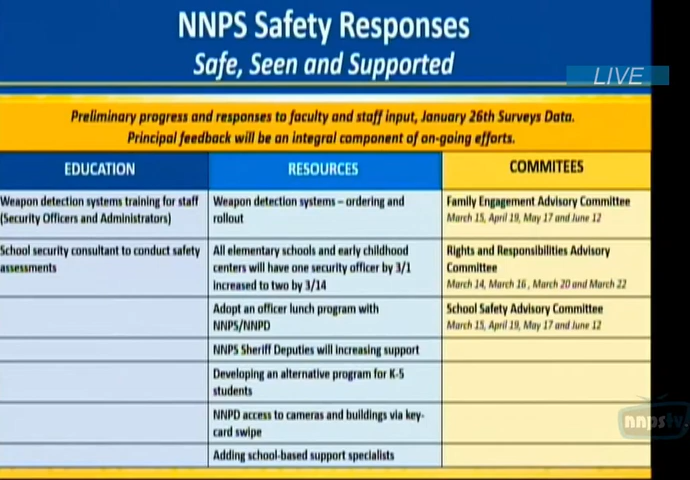 NNPS Safety Responses
Safe, Seen and Supported
LIVE
Preliminary progress and responses to faculty and staff input, January 26th Surveys Data.
Principal feedback will be an integral component of on-going efforts.
EDUCATION
RESOURCES
COMMITEES
Weapon detection systems training for staff
(Security Officers and Administrators)
Weapon detection systems – ordering and
rollout
Family Engagement Advisory Committee
March 15, April 19, May 17 and June 12
School security consultant to conduct safety
assessments
All elementary schools and early childhood
centers will have one security officer by 3/1
increased to two by 3/14
Rights and Responsibilities Advisory
Committee
March 14, March 16 , March 20 and March 22
Adopt an officer lunch program with
NNPS/NNPD
School Safety Advisory Committee
March 15, April 19, May 17 and June 12
NNPS Sheriff Deputies will increasing support
Developing an alternative program for K-5
students
NNPD access to cameras and buildings via key-
card swipe
Adding school-based support specialists
nnpstv